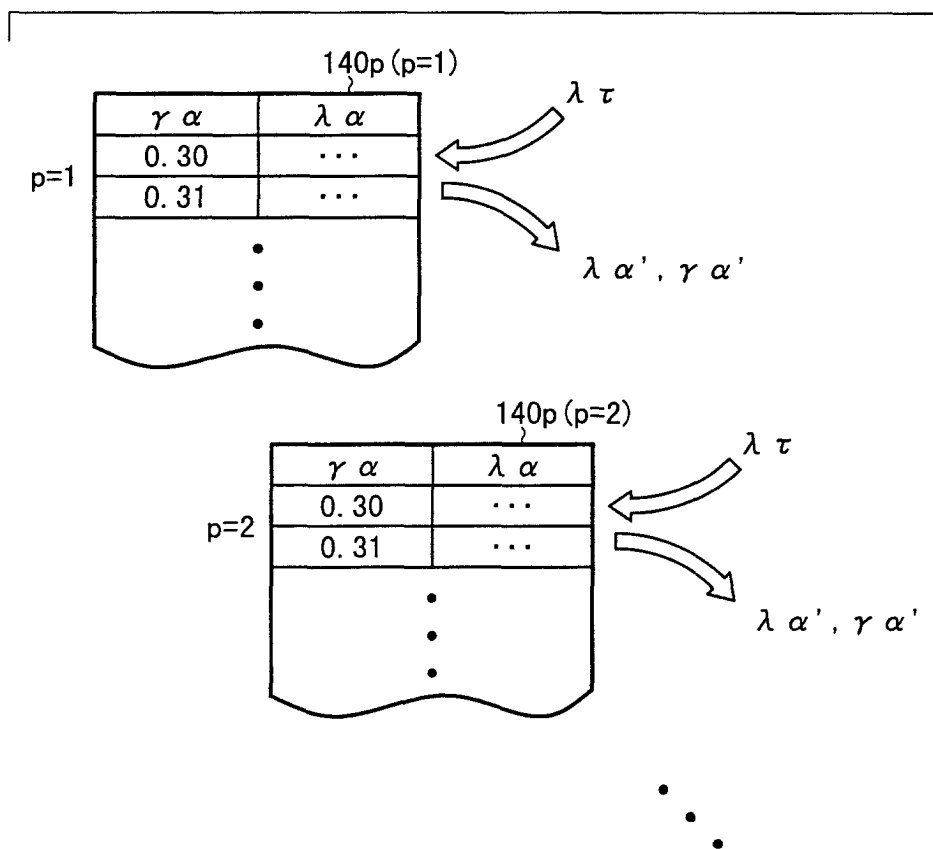 140p (p=1)
λ τ
γ α λ α
p=1
0. 30 ···
0. 31 ···
λ α', γ α'
140p (p=2)
λ τ
γ α λ α
p=2
0. 30 ···
0. 31 ···
λ α', γ α'